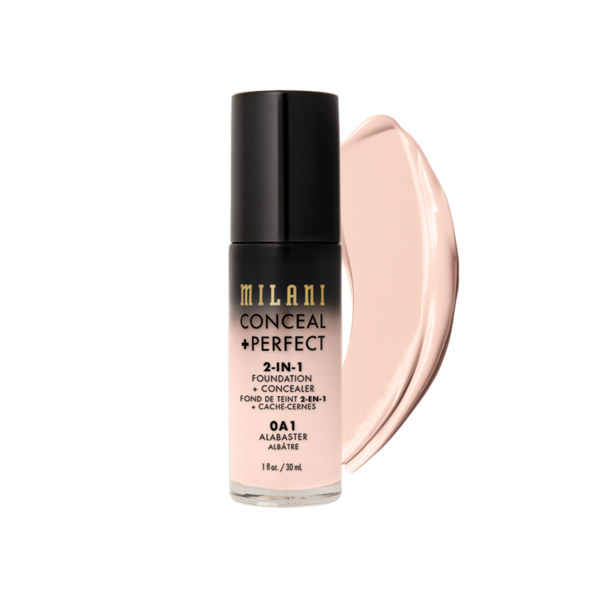 MILANI
CONCEAL
+PERFECT
2-IN-1
FOUNDATION
+ CONCEALER
FOND DE TEINT 2-EN-1
+ CACHE-CERNES
0A1
ALABASTER
ALBÂTRE
1 fl oz. / 30 mL